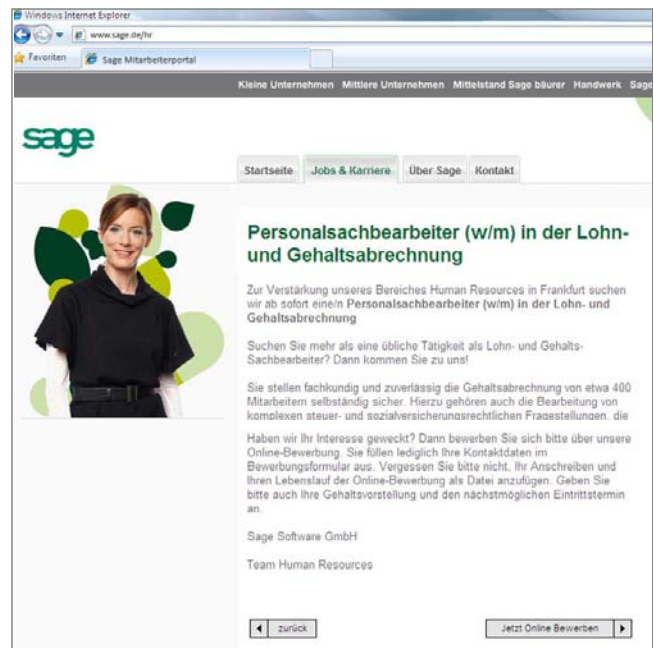 Windows Internet Explorer
www.sage.de/hr
Favoriten Sage Mitarbeiterportal
Kleine Unternehmen Mittlere Unternehmen Mittelstand Sage bäurer Handwerk Sage
sage
Startseite Jobs & Karriere Über Sage Kontakt
Personalsachbearbeiter (w/m) in der Lohn-
und Gehaltsabrechnung
Zur Verstärkung unseres Bereiches Human Resources in Frankfurt suchen
wir ab sofort eine/n Personalsachbearbeiter (w/m) in der Lohn- und
Gehaltsabrechnung
Suchen Sie mehr als eine übliche Tätigkeit als Lohn- und Gehalts-
Sachbearbeiter? Dann kommen Sie zu uns!
Sie stellen fachkundig und zuverlässig die Gehaltsabrechnung von etwa 400
Mitarbeitern selbständig sicher. Hierzu gehören auch die Bearbeitung von
komplexen steuer- und sozialversicherungsrechtlichen Fragestellungen, die
Haben wir Ihr Interesse geweckt? Dann bewerben Sie sich bitte über unsere
Online-Bewerbung. Sie füllen lediglich Ihre Kontaktdaten im
Bewerbungsformular aus. Vergessen Sie bitte nicht, Ihr Anschreiben und
Ihren Lebenslauf der Online-Bewerbung als Datei anzufügen. Geben Sie
bitte auch Ihre Gehaltsvorstellung und den nächstmöglichen Eintrittstermin
an.
Sage Software GmbH
Team Human Resources
zurück Jetzt Online Bewerben